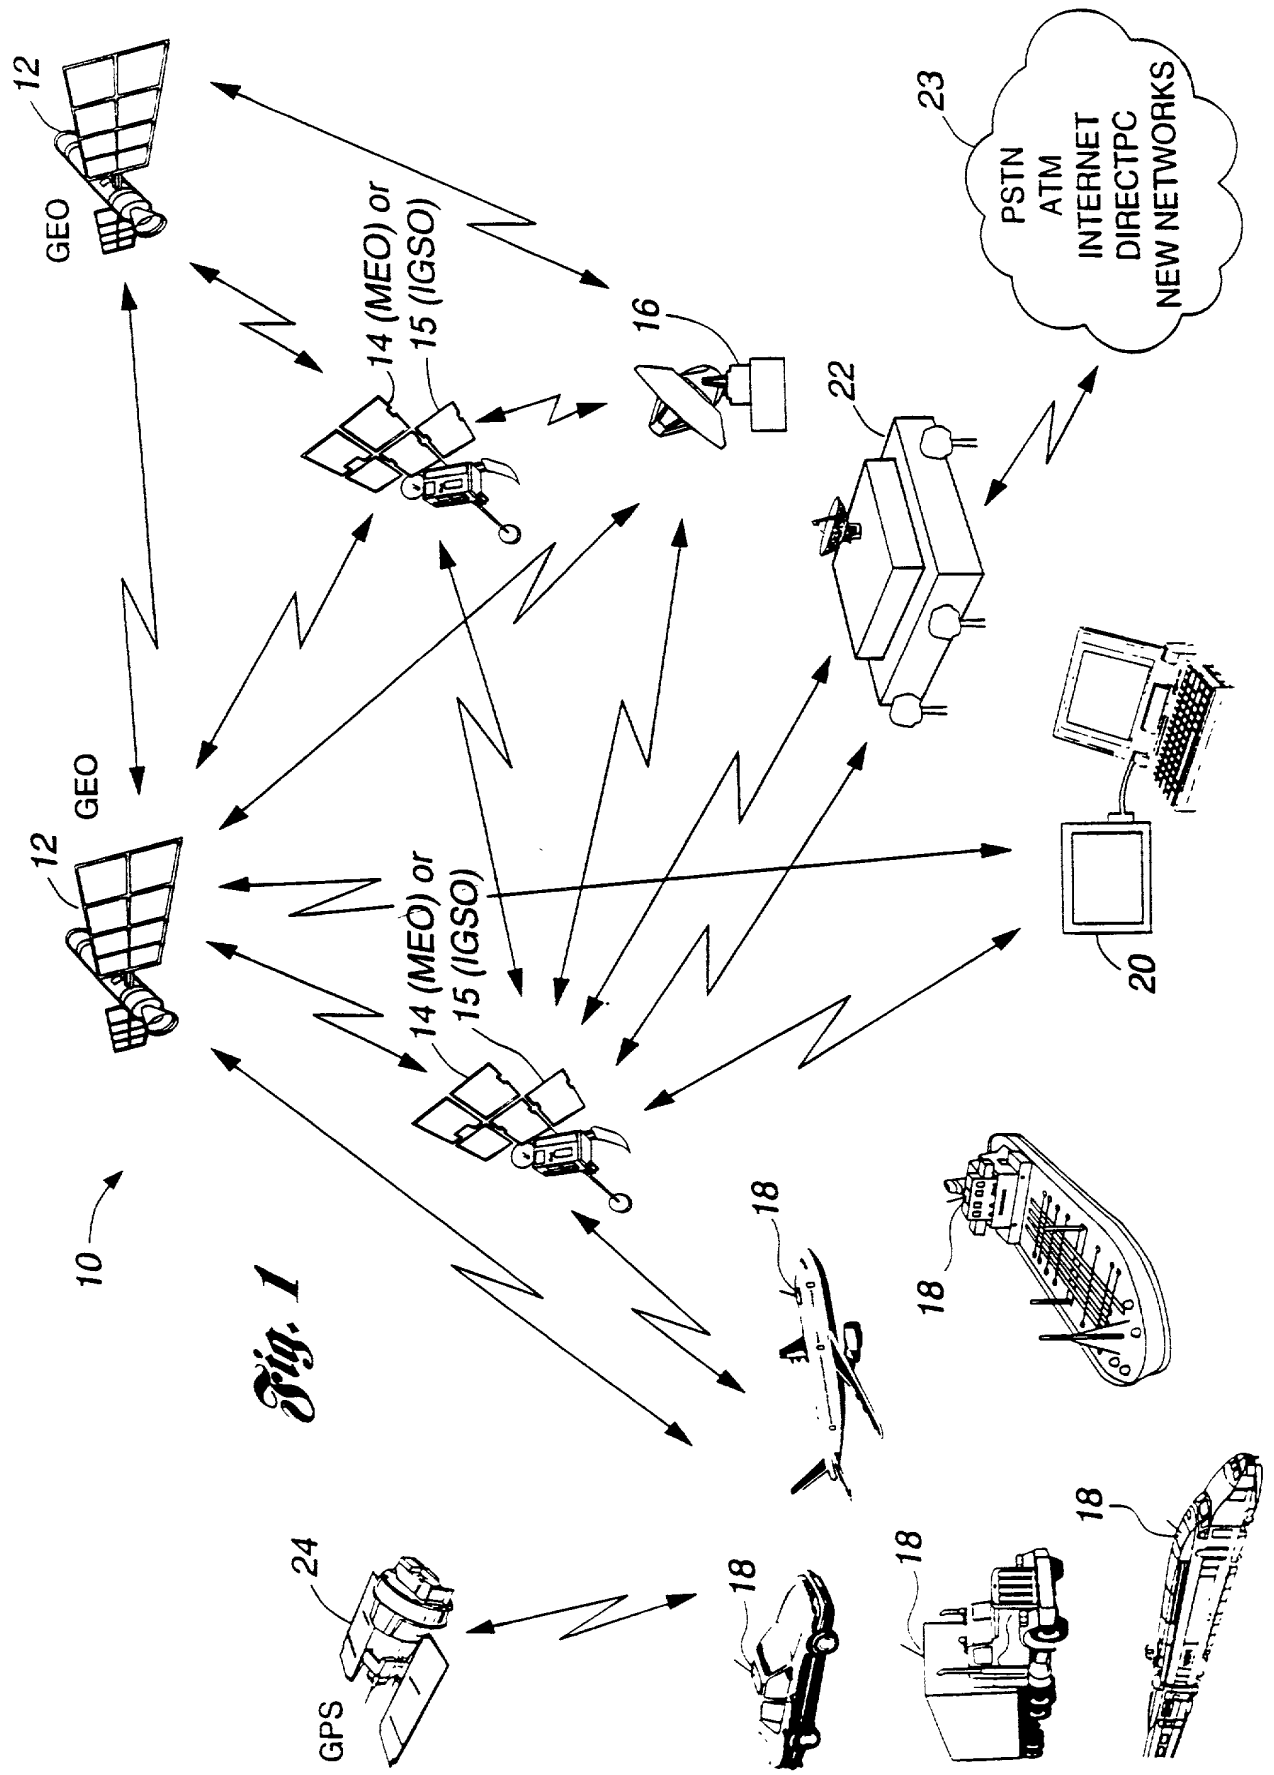 12
GEO
12
GEO
14 (MEO) or
15 (IGSO)
14 (MEO) or
15 (IGSO)
10
Fig. 1
24
GPS
16
22
23
PSTN
ATM
INTERNET
DIRECTPC
NEW NETWORKS
20
18
18
18
18
18